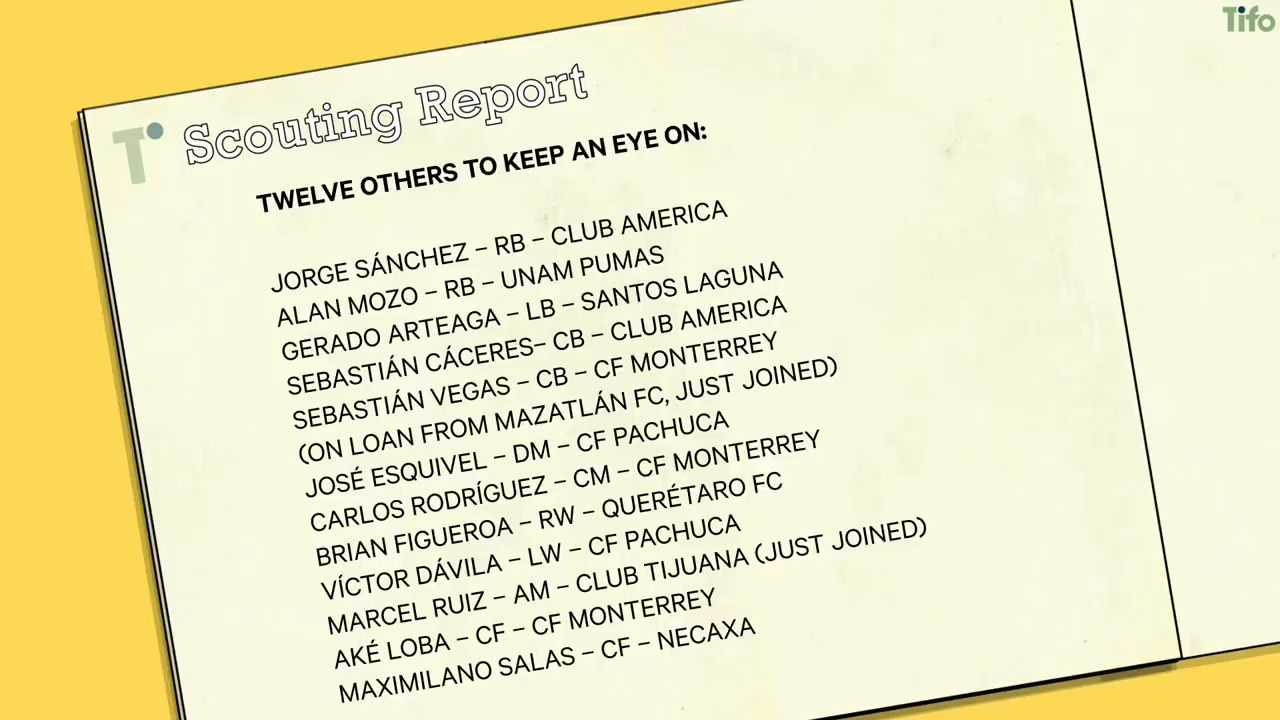 Tifo
T Scouting Report
TWELVE OTHERS TO KEEP AN EYE ON:
JORGE SÁNCHEZ – RB – CLUB AMERICA
ALAN MOZO – RB – UNAM PUMAS
GERADO ARTEAGA – LB – SANTOS LAGUNA
SEBASTIÁN CÁCERES– CB – CLUB AMERICA
SEBASTIÁN VEGAS – CB – CF MONTERREY
(ON LOAN FROM MAZATLÁN FC, JUST JOINED)
JOSÉ ESQUIVEL – DM – CF PACHUCA
CARLOS RODRÍGUEZ – CM – CF MONTERREY
BRIAN FIGUEROA – RW – QUERÉTARO FC
VÍCTOR DÁVILA – LW – CF PACHUCA
MARCEL RUIZ – AM – CLUB TIJUANA (JUST JOINED)
AKÉ LOBA – CF – CF MONTERREY
MAXIMILANO SALAS – CF – NECAXA